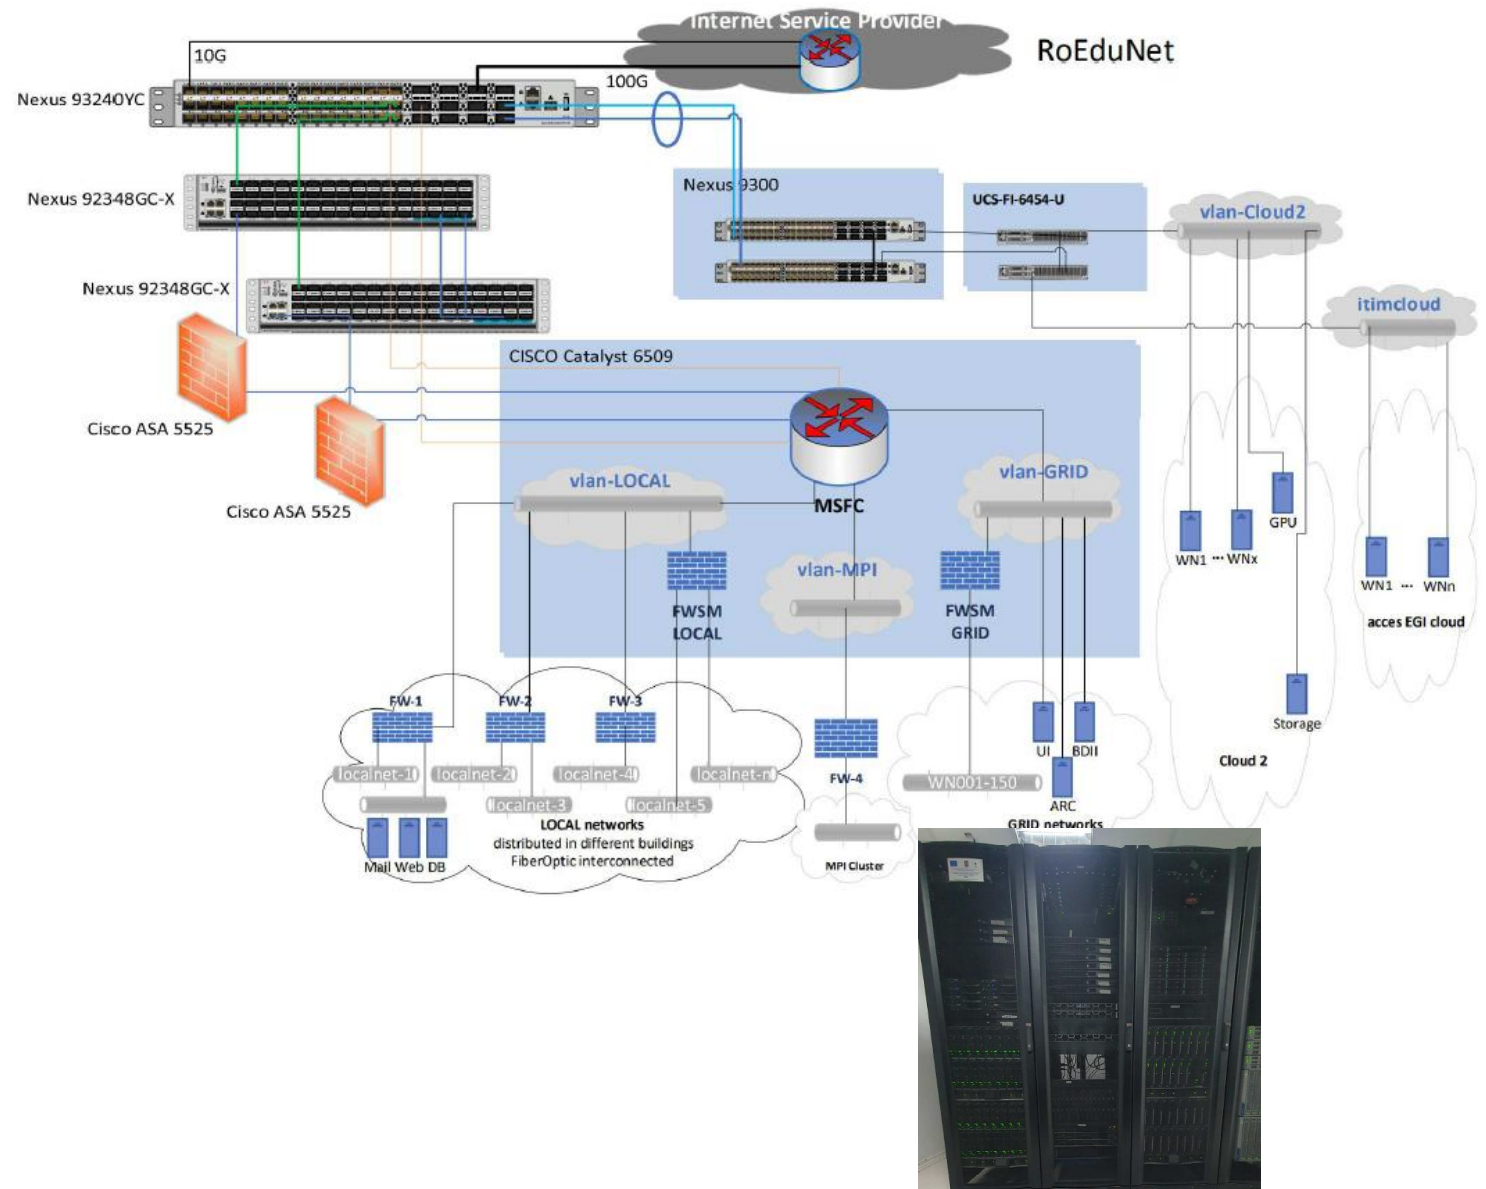 Internet Service Provider
RoEduNet
10G
100G
Nexus 93240YC
Nexus 92348GC-X
Nexus 9300
UCS-FI-6454-U
vlan-Cloud2
Nexus 92348GC-X
itimcloud
CISCO Catalyst 6509
Cisco ASA 5525
Cisco ASA 5525
vlan-LOCAL
MSFC
vlan-GRID
GPU
WN1 ... WNx
WN1 ... WNn
vlan-MPI
FWSM
LOCAL
FWSM
GRID
acces EGI cloud
FW-1
FW-2
FW-3
Storage
UI
BDII
Cloud 2
localnet-1
localnet-2
localnet-4
localnet-n
FW-4
WN001-150
localnet-3
localnet-5
ARC
LOCAL networks
distributed in different buildings
FiberOptic interconnected
GRID networks
Mail Web DB
MPI Cluster